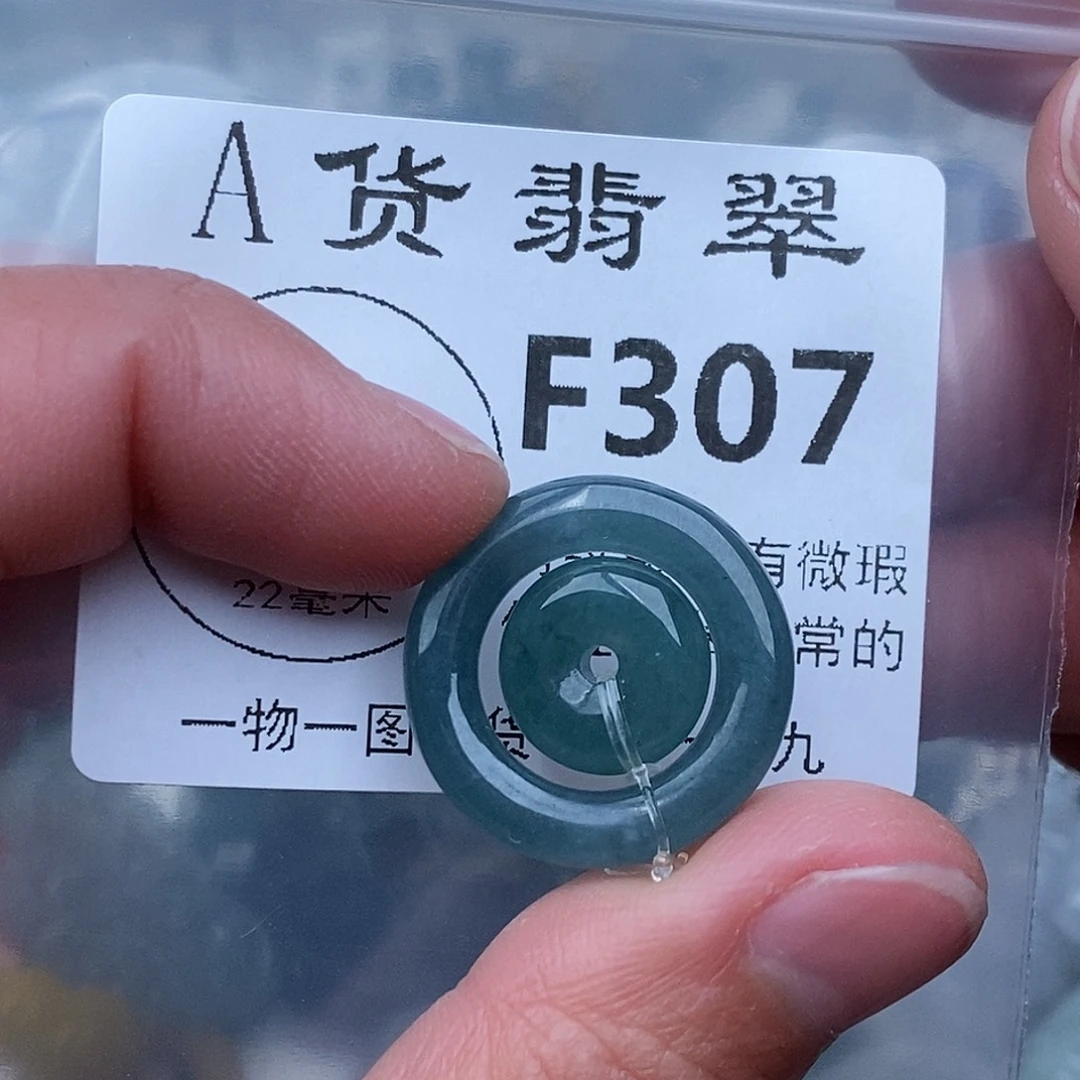 A货翡翠
F307
有微瑕
22毫米
常的
一物一图 货 九